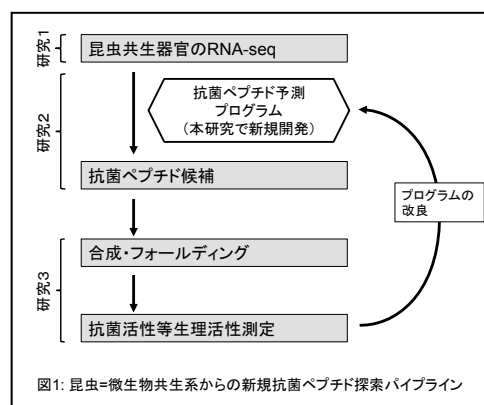 研究1
昆虫共生器官のRNA-seq
研究2
抗菌ペプチド予測
プログラム
(本研究で新規開発)
抗菌ペプチド候補
プログラムの
改良
研究3
合成・フォールディング
抗菌活性等生理活性測定
図1: 昆虫=微生物共生系からの新規抗菌ペプチド探索パイプライン